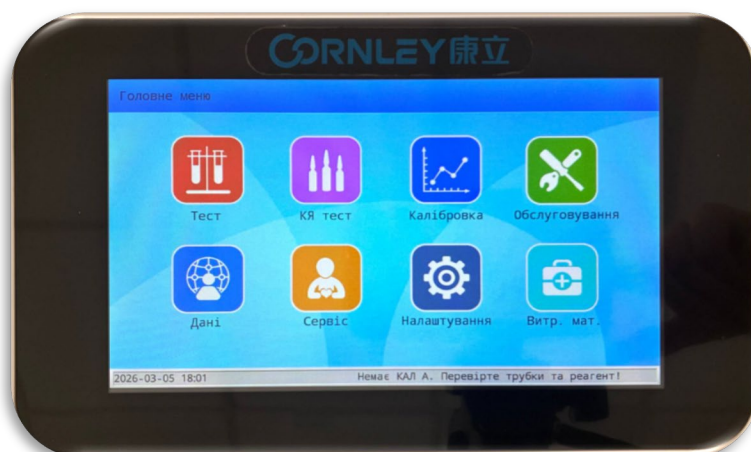 CORNLEY康立
Головне меню
Тест
КЯ тест
Калібровка
Обслуговування
Дані
Сервіс
Налаштування
Витр. мат.
2026-03-05 18:01
Немає КАЛ А. Перевірте трубки та реагент!